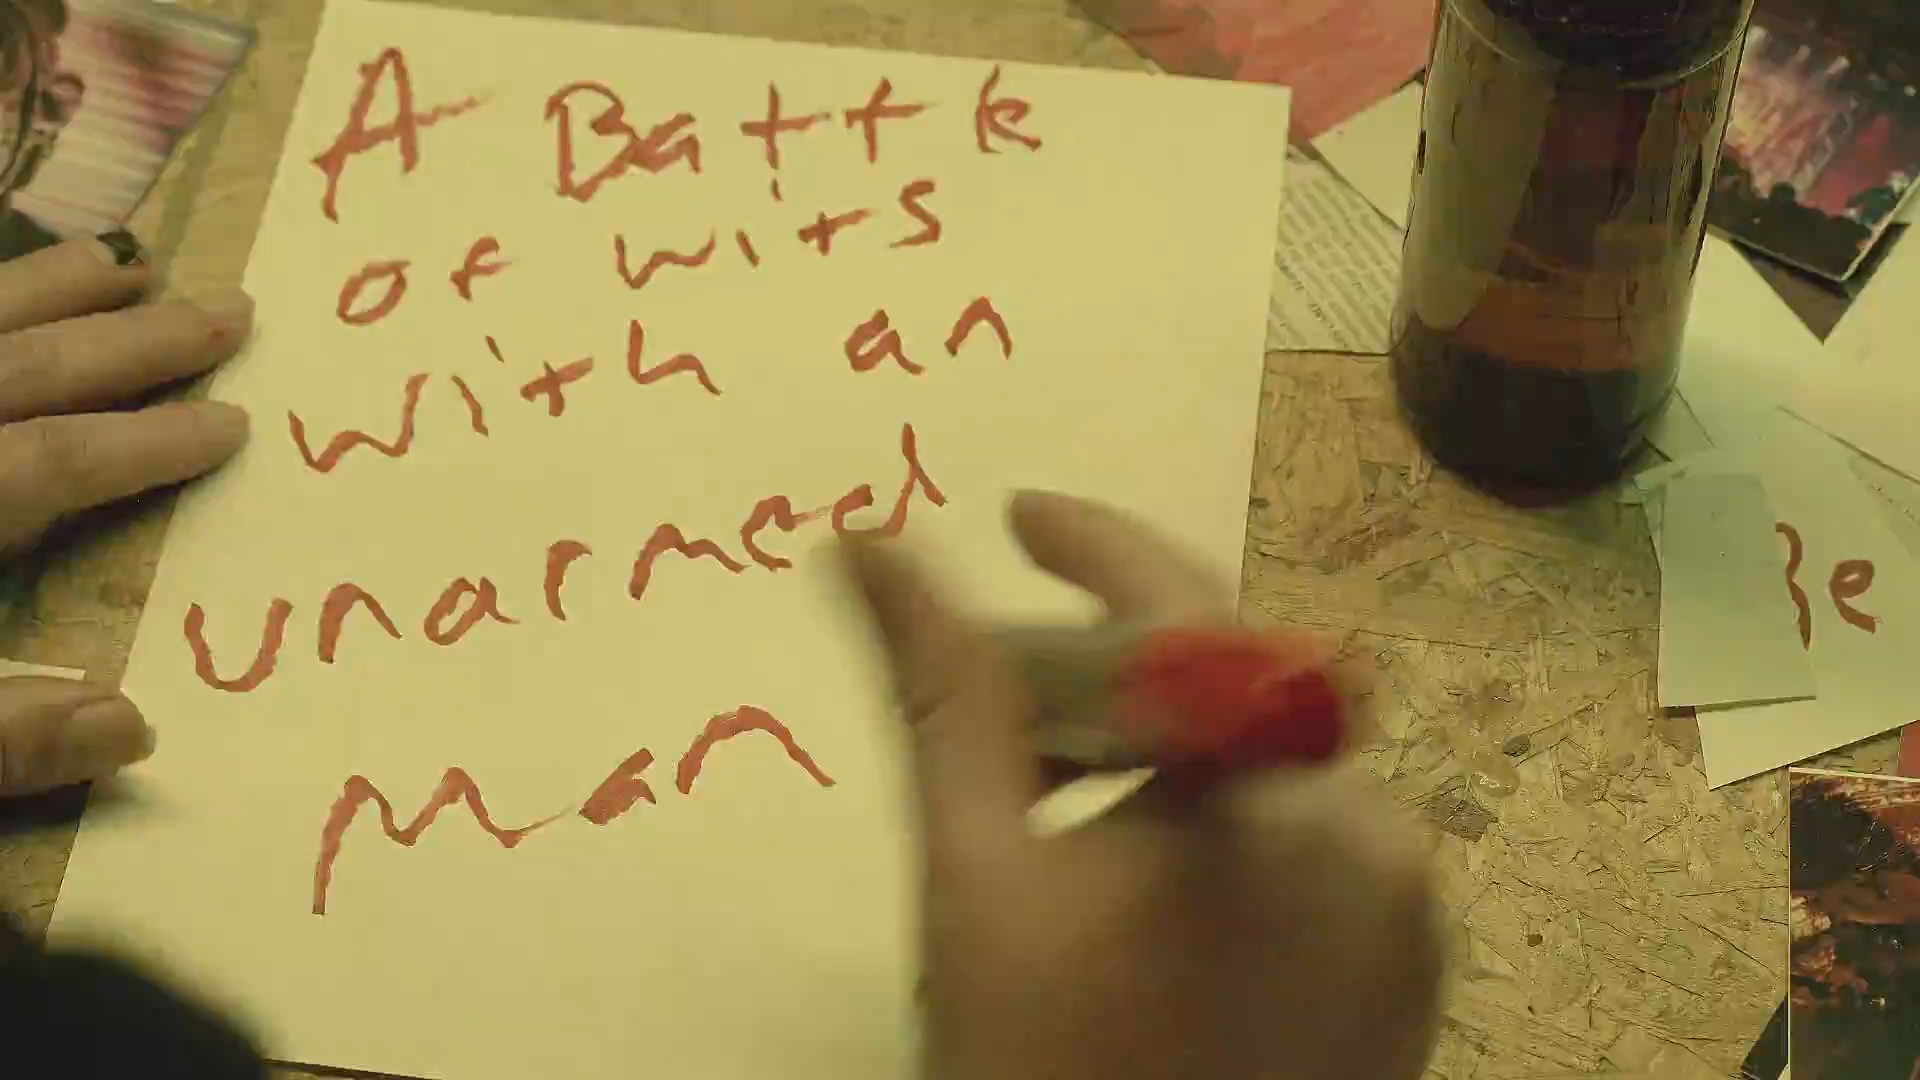 A Battle
of wits
with an
unarmed
Man